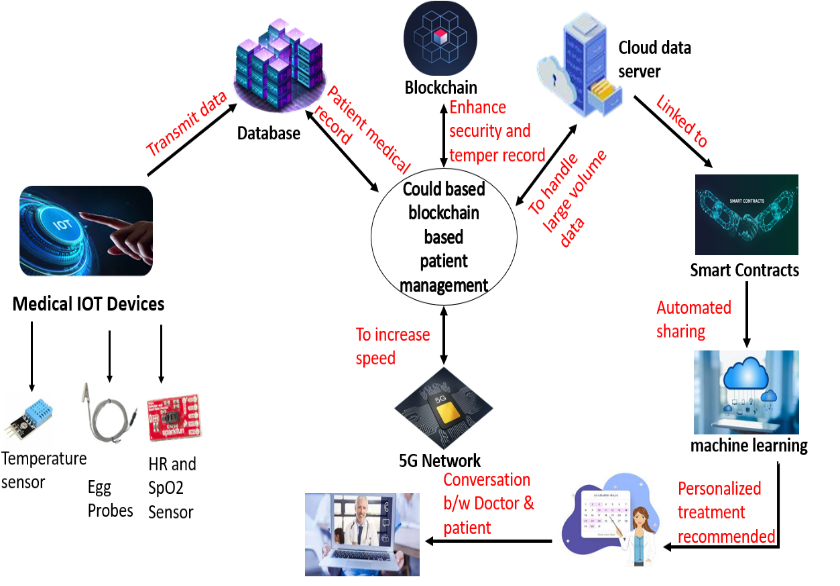 Cloud data
server
Blockchain
Database
Transmit data
Patient medical
record
Enhance
security and
temper record
To handle
large volume
data
Linked to
Could based
blockchain
based
patient
management
IOT
SMART CONTRACTS
Smart Contracts
Medical IOT Devices
Automated
sharing
To increase
speed
5G
5G Network
machine learning
Temperature
sensor
Egg
Probes
HR and
SpO2
Sensor
Conversation
b/w Doctor &
patient
Personalized
treatment
recommended